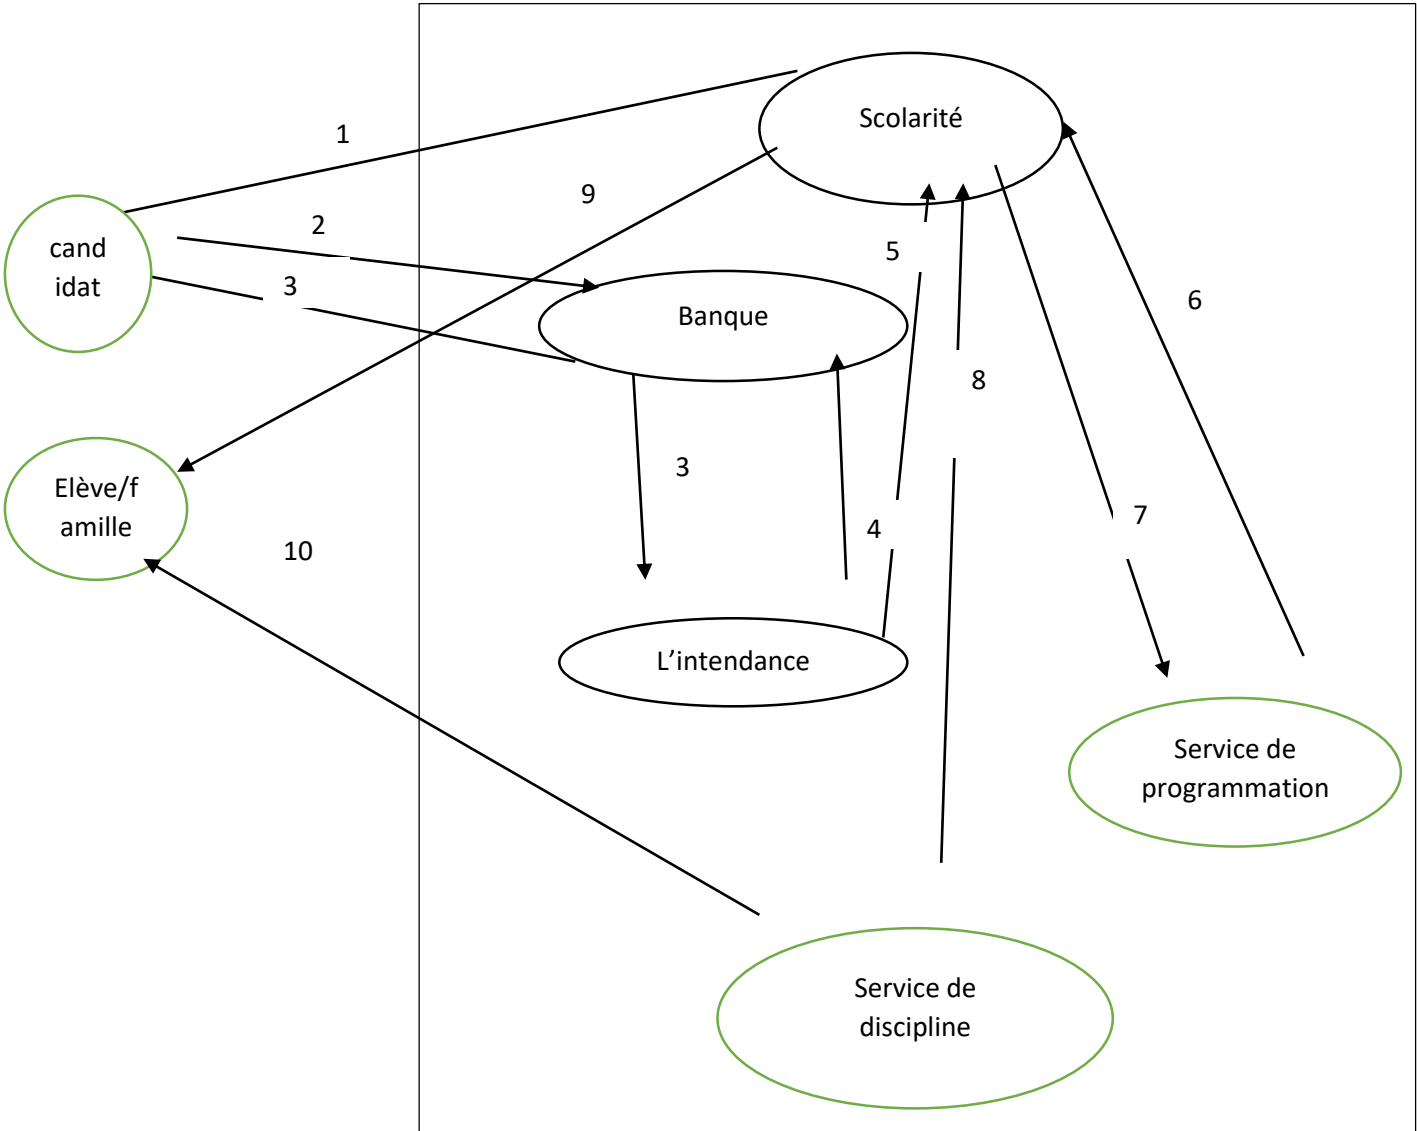 Scolarité
1
9
2
cand
idat
5
3
6
Banque
8
3
Elève/f
amille
7
4
10
L'intendance
Service de
programmation
Service de
discipline